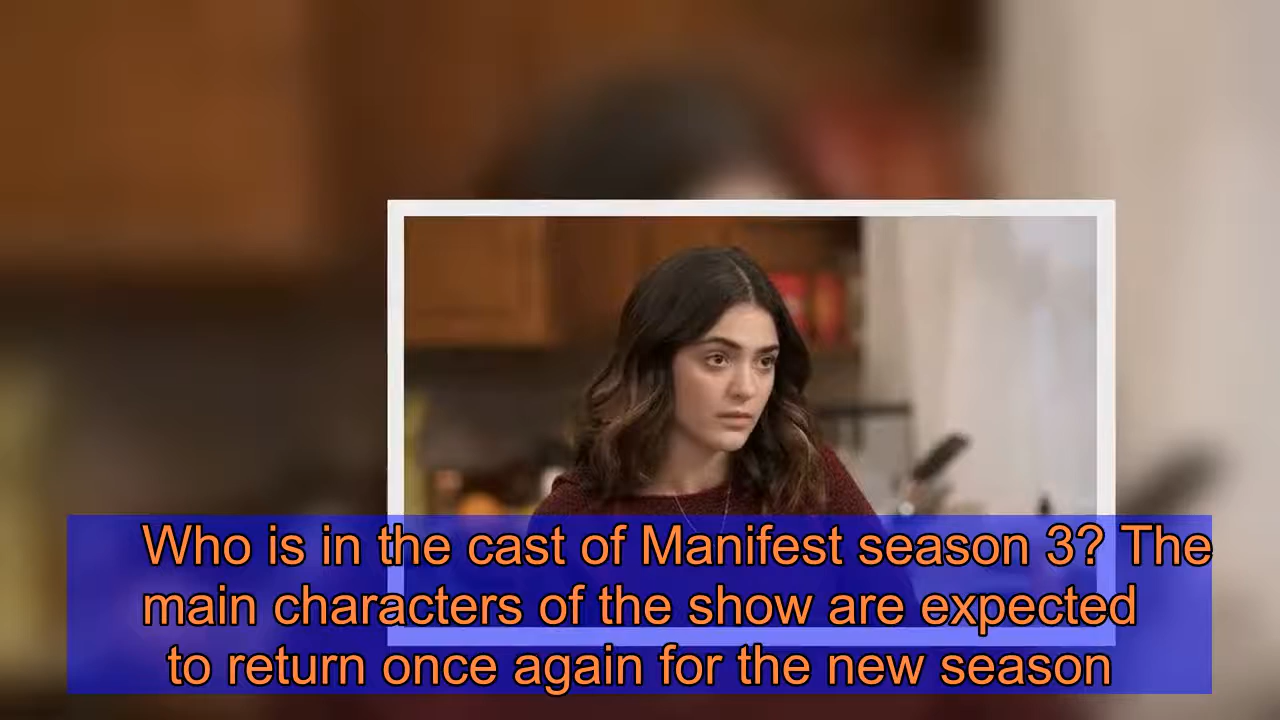 Who is in the cast of Manifest season 3? The
main characters of the show are expected
to return once again for the new season